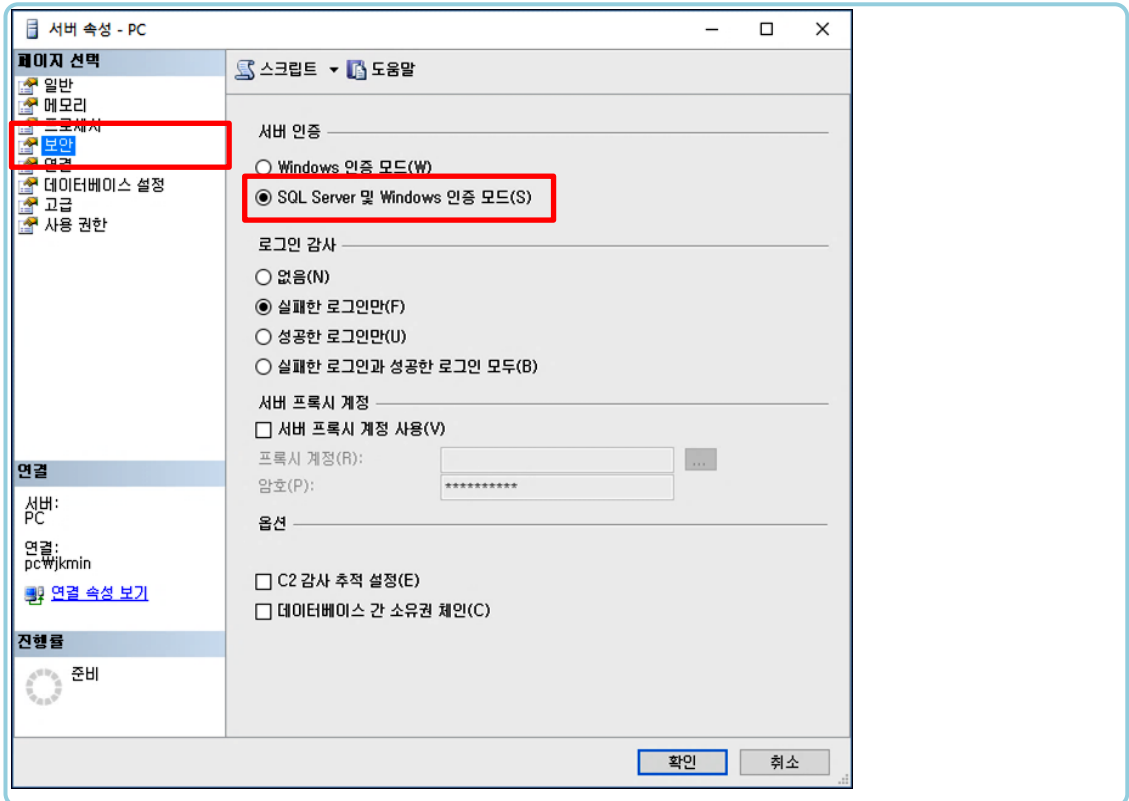 서버 속성 - PC
페이지 선택
일반
메모리
프로세서
보안
연결
데이터베이스 설정
고급
사용 권한
연결
서버:
PC
연결:
pc₩jkmin
연결 속성 보기
진행률
준비
스크립트 도움말
서버 인증
Windows 인증 모드(W)
SQL Server 및 Windows 인증 모드(S)
로그인 감사
없음(N)
실패한 로그인만(F)
성공한 로그인만(U)
실패한 로그인과 성공한 로그인 모두(B)
서버 프록시 계정
서버 프록시 계정 사용(V)
프록시 계정(R):
...
암호(P): **********
옵션
C2 감사 추적 설정(E)
데이터베이스 간 소유권 체인(C)
확인 취소